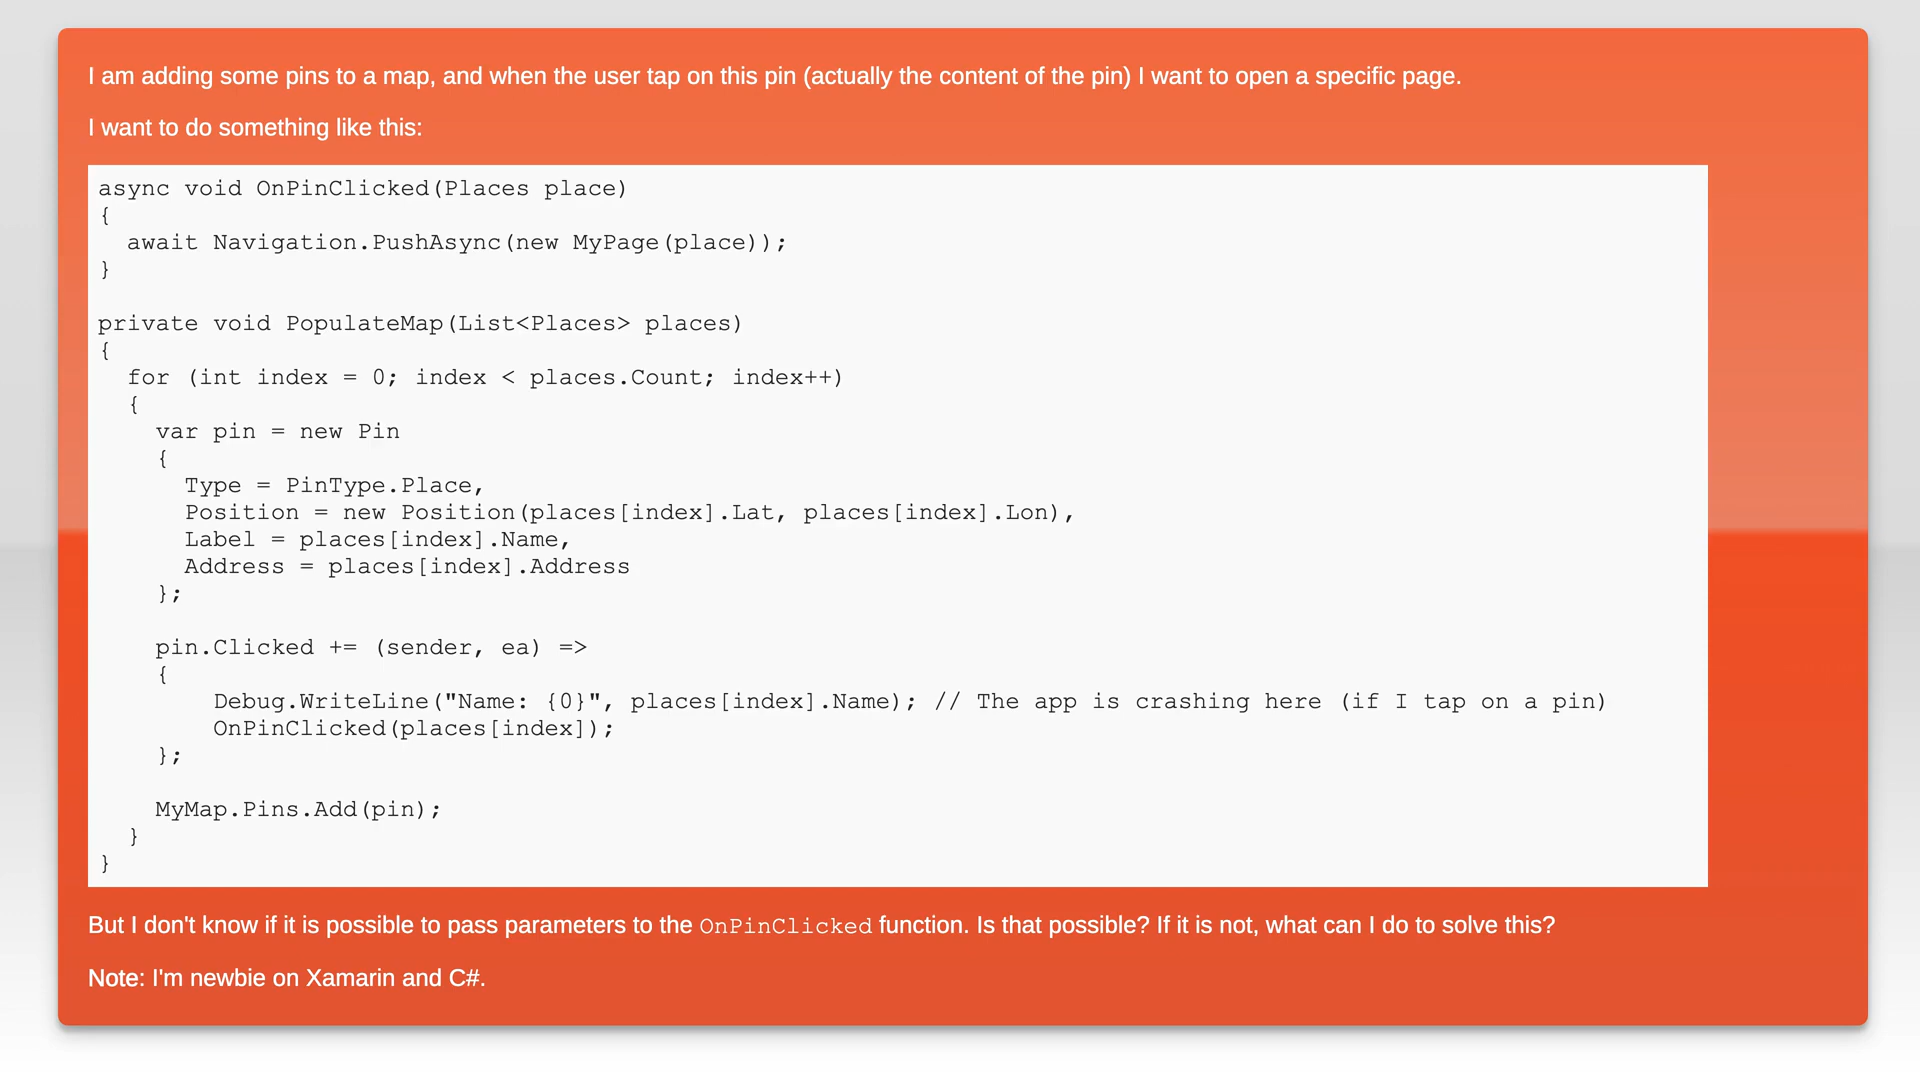 I am adding some pins to a map, and when the user tap on this pin (actually the content of the pin) I want to open a specific page.
I want to do something like this:
async void OnPinClicked(Places place)
{
  await Navigation.PushAsync(new MyPage(place));
}

private void PopulateMap(List<Places> places)
{
  for (int index = 0; index < places.Count; index++)
  {
    var pin = new Pin
    {
      Type = PinType.Place,
      Position = new Position(places[index].Lat, places[index].Lon),
      Label = places[index].Name,
      Address = places[index].Address
    };

    pin.Clicked += (sender, ea) =>
    {
        Debug.WriteLine("Name: {0}", places[index].Name); // The app is crashing here (if I tap on a pin)
        OnPinClicked(places[index]);
    };

    MyMap.Pins.Add(pin);
  }
}
But I don't know if it is possible to pass parameters to the OnPinClicked function. Is that possible? If it is not, what can I do to solve this?
Note: I'm newbie on Xamarin and C#.